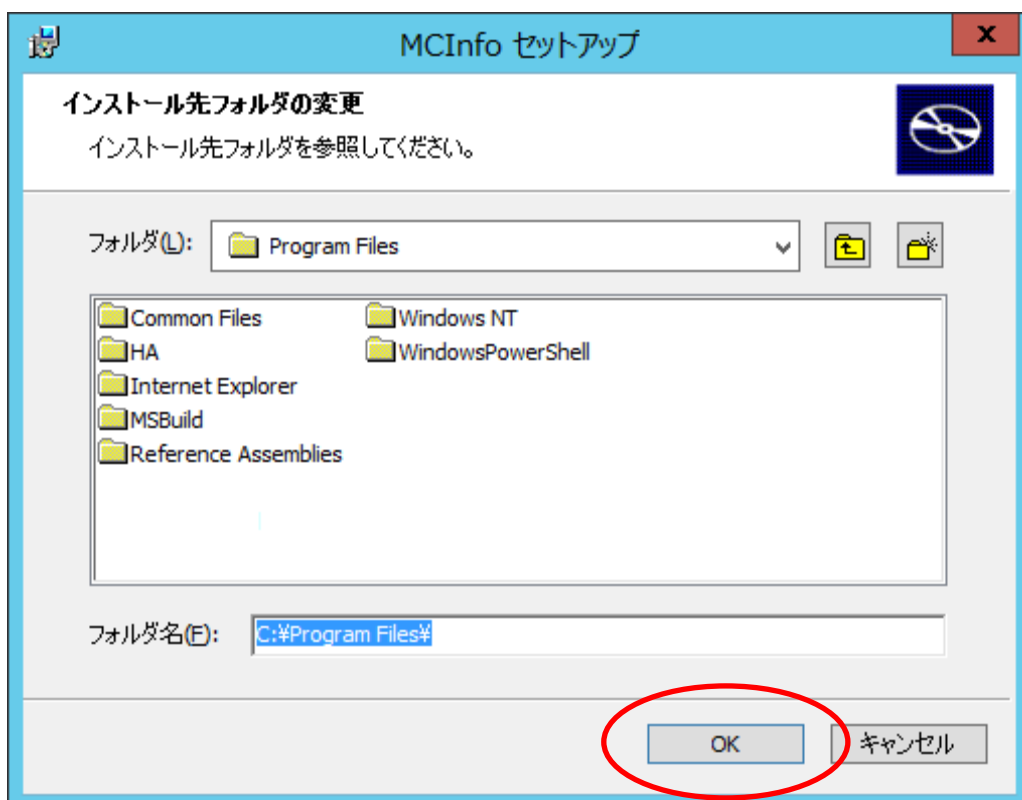 MCInfo セットアップ
インストール先フォルダの変更
インストール先フォルダを参照してください。
フォルダ(L): Program Files
Common Files
HA
Internet Explorer
MSBuild
Reference Assemblies
Windows NT
WindowsPowerShell
フォルダ名(F): C:¥Program Files¥
OK キャンセル